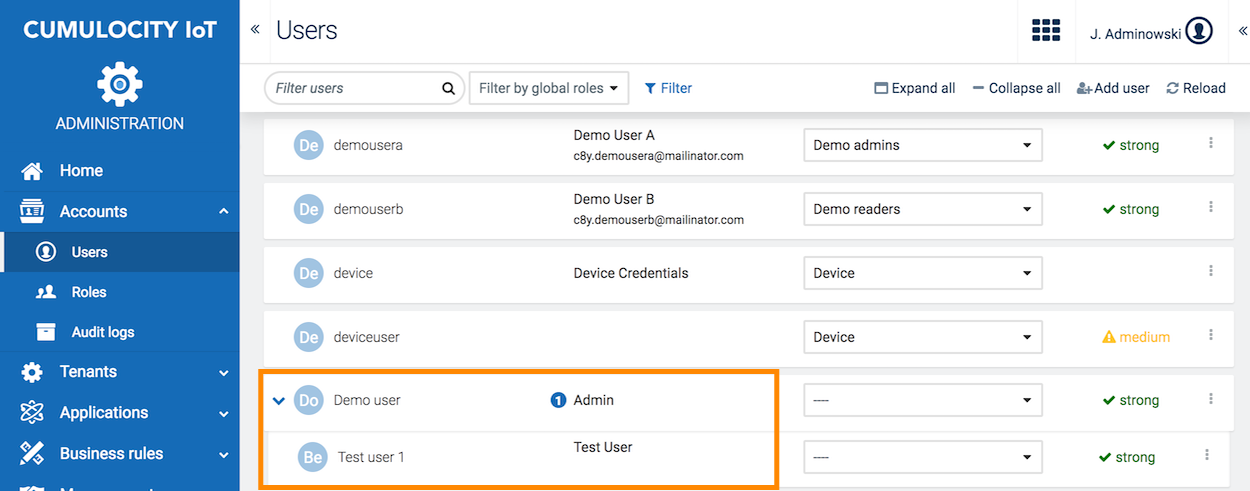 CUMULOCITY IoT
ADMINISTRATION
Home
Accounts
Users
Roles
Audit logs
Tenants
Applications
Business rules
« Users
J. Adminowski
«
Filter users
Filter by global roles
Filter
Expand all
Collapse all
Add user
Reload
De demousera Demo User A Demo admins strong
c8y.demousera@mailinator.com
De demouserb Demo User B Demo readers strong
c8y.demouserb@mailinator.com
De device Device Credentials Device
De deviceuser Device medium
Do Demo user 1 Admin ---- strong
Be Test user 1 Test User ---- strong